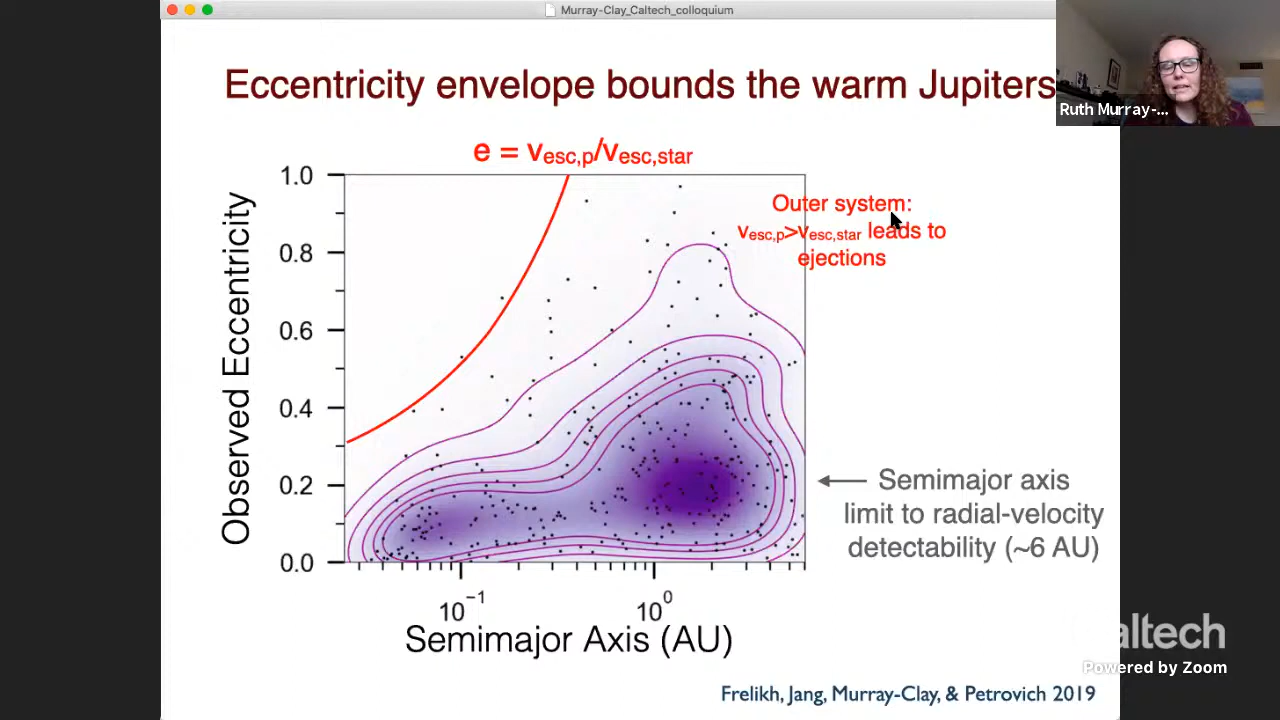 Murray-Clay_Caltech_colloquium
Eccentricity envelope bounds the warm Jupiters
Ruth Murray-...
e = vesc,p/vesc,star
Outer system:
vesc,p>vesc,star leads to
ejections
Observed Eccentricity
1.0
0.8
0.6
0.4
0.2
0.0
10−1
100
Semimajor Axis (AU)
Semimajor axis
limit to radial-velocity
detectability (~6 AU)
altech
Powered by Zoom
Frelikh, Jang, Murray-Clay, & Petrovich 2019